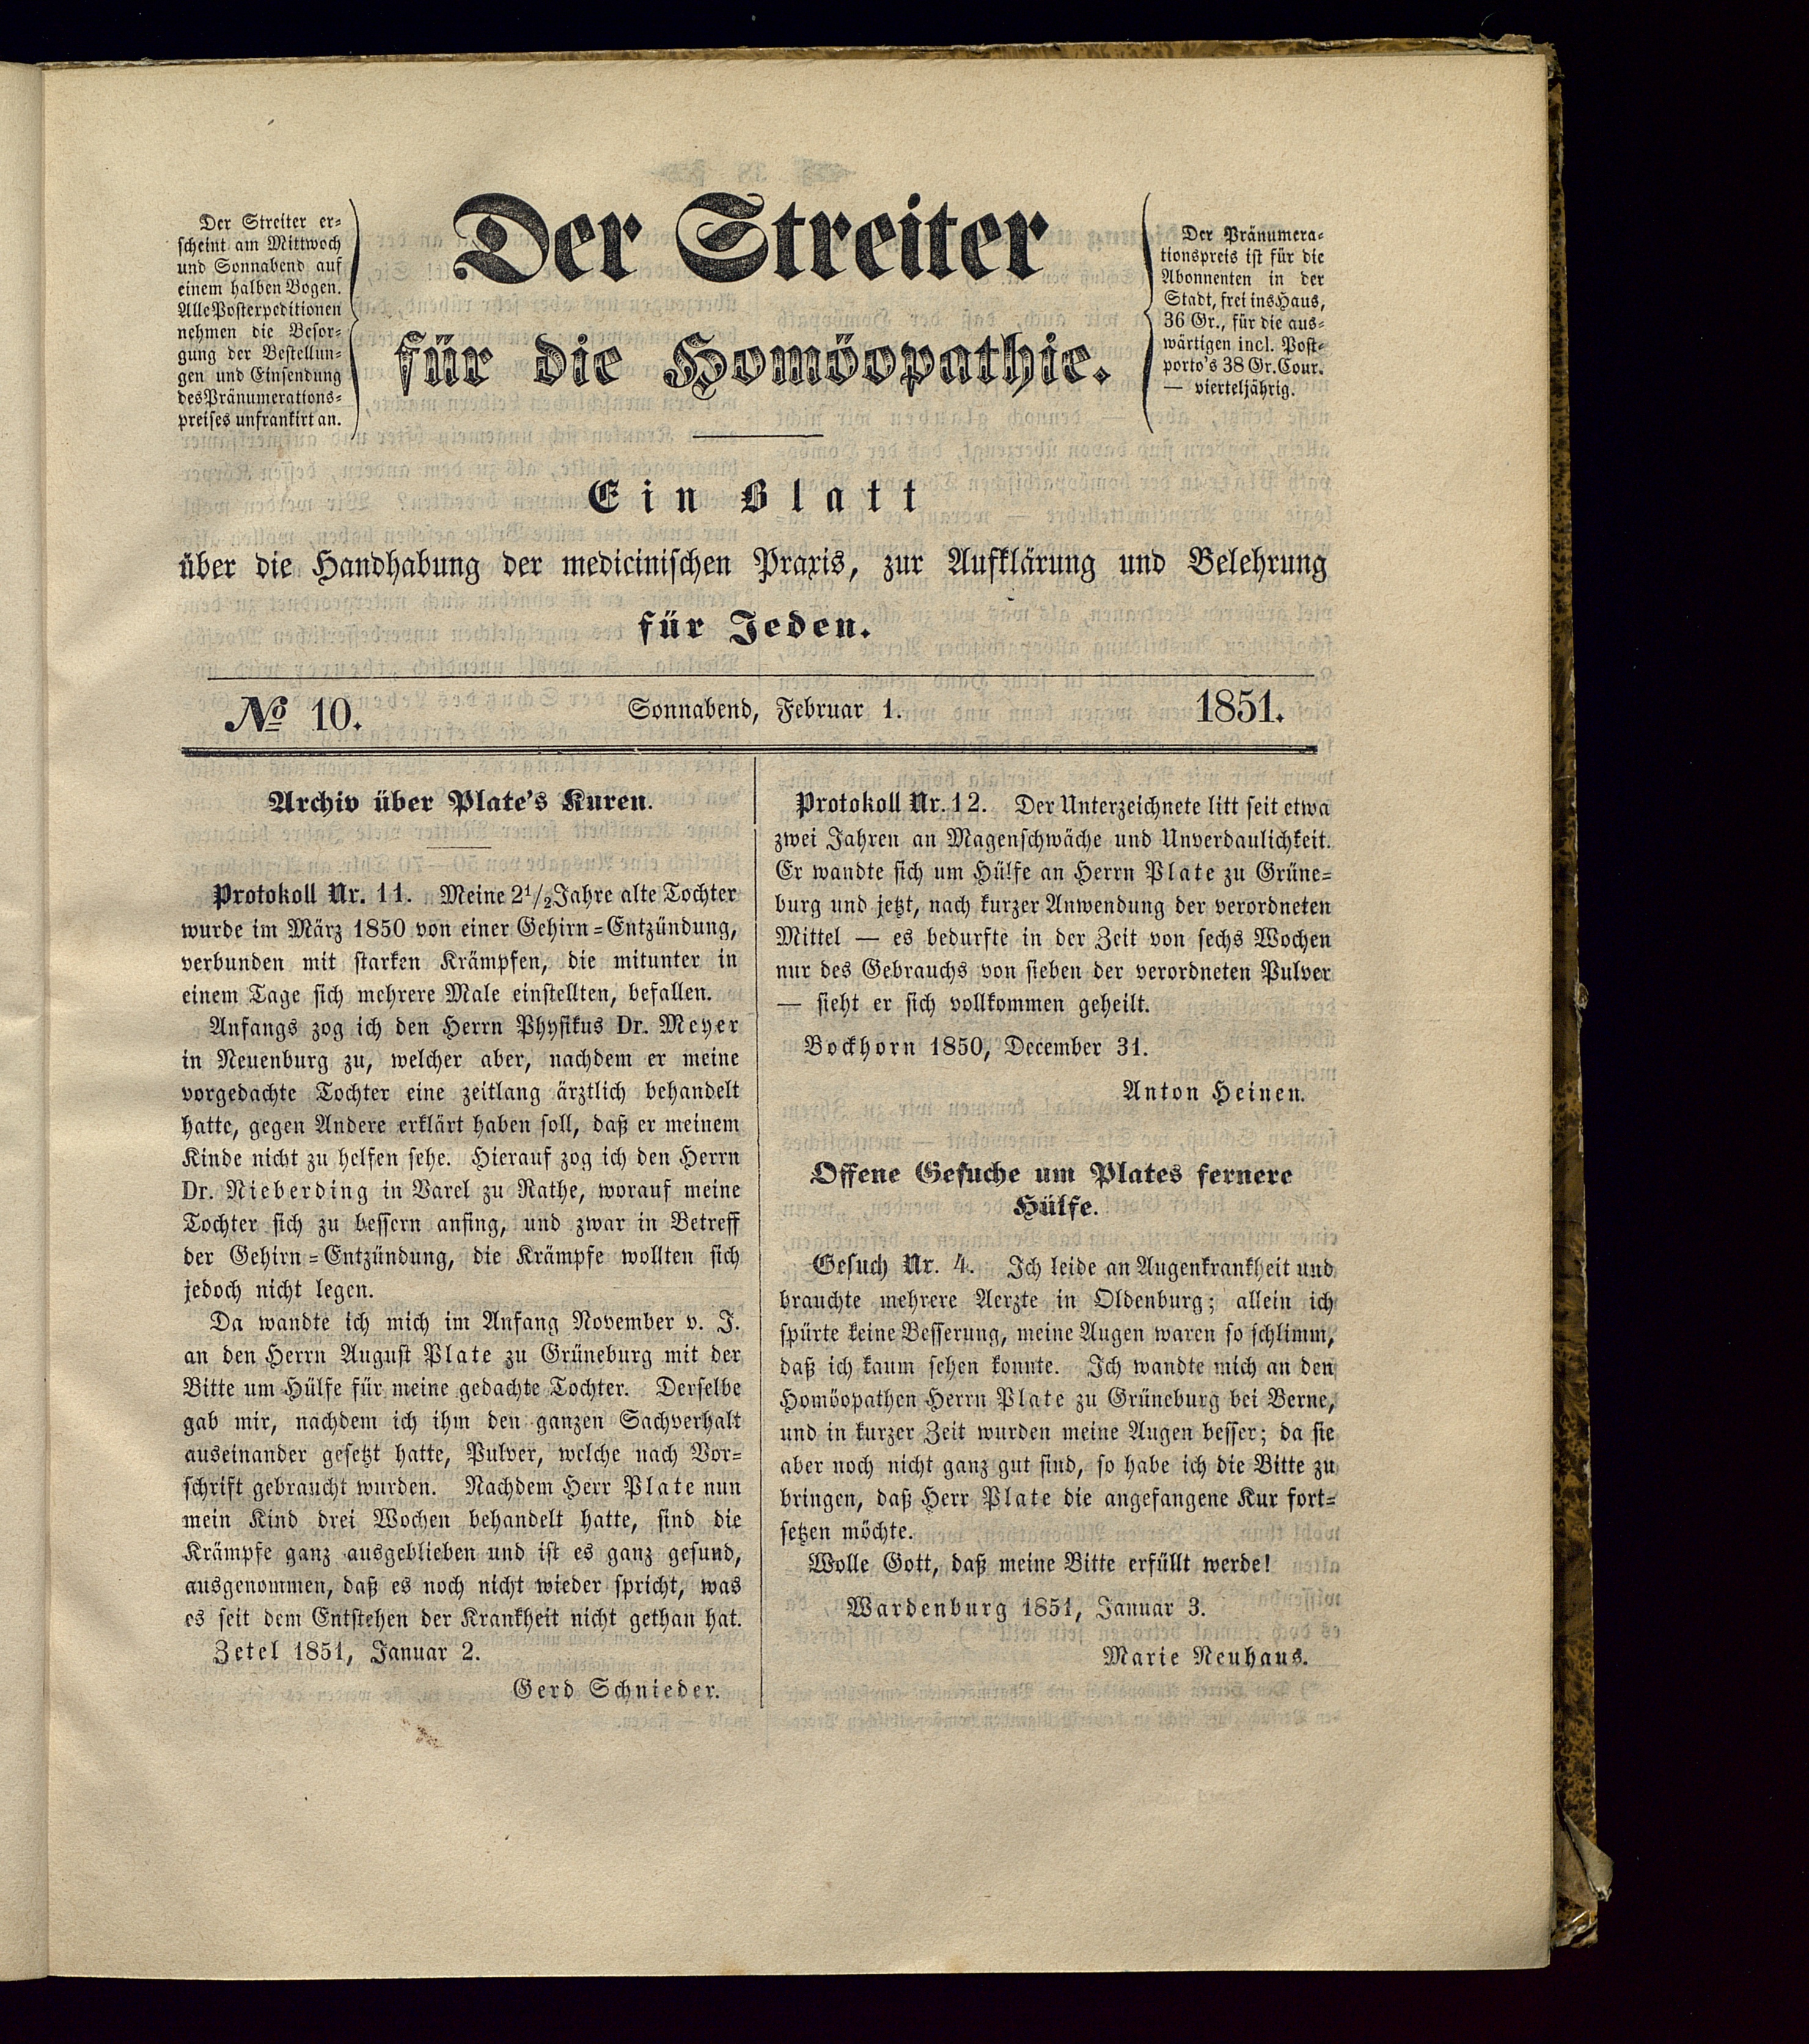 Der Streiter er-
scheint am Mittwoch
und Sonnabend auf
einem halben Bogen.
Alle Postexpeditionen
nehmen die Besor-
gung der Bestellun-
gen und Einsendung
des Pränumerations-
preises unfrankirt an.
Der Streiter
für die Homöopathie.
Der Pränumera-
tionspreis ist für die
Abonnenten in der
Stadt, frei ins Haus,
36 Gr., für die aus-
wärtigen incl. Post-
porto's 38 Gr. Cour.
— vierteljährig.
Ein Blatt
über die Handhabung der medicinischen Praxis, zur Aufklärung und Belehrung
für Jeden.
№ 10. Sonnabend, Februar 1. 1851.
Archiv über Plate's Kuren.
Protokoll Nr. 11. Meine 2½ Jahre alte Tochter
wurde im März 1850 von einer Gehirn-Entzündung,
verbunden mit starken Krämpfen, die mitunter in
einem Tage sich mehrere Male einstellten, befallen.
Anfangs zog ich den Herrn Physikus Dr. Meyer
in Neuenburg zu, welcher aber, nachdem er meine
vorgedachte Tochter eine zeitlang ärztlich behandelt
hatte, gegen Andere erklärt haben soll, daß er meinem
Kinde nicht zu helfen sehe. Hierauf zog ich den Herrn
Dr. Nieberding in Varel zu Rathe, worauf meine
Tochter sich zu bessern anfing, und zwar in Betreff
der Gehirn-Entzündung, die Krämpfe wollten sich
jedoch nicht legen.
Da wandte ich mich im Anfang November v. J.
an den Herrn August Plate zu Grüneburg mit der
Bitte um Hülfe für meine gedachte Tochter. Derselbe
gab mir, nachdem ich ihm den ganzen Sachverhalt
auseinander gesetzt hatte, Pulver, welche nach Vor-
schrift gebraucht wurden. Nachdem Herr Plate nun
mein Kind drei Wochen behandelt hatte, sind die
Krämpfe ganz ausgeblieben und ist es ganz gesund,
ausgenommen, daß es noch nicht wieder spricht, was
es seit dem Entstehen der Krankheit nicht gethan hat.
Zetel 1851, Januar 2.
Gerd Schnieder.
Protokoll Nr. 12. Der Unterzeichnete litt seit etwa
zwei Jahren an Magenschwäche und Unverdaulichkeit.
Er wandte sich um Hülfe an Herrn Plate zu Grüne-
burg und jetzt, nach kurzer Anwendung der verordneten
Mittel — es bedurfte in der Zeit von sechs Wochen
nur des Gebrauchs von sieben der verordneten Pulver
— sieht er sich vollkommen geheilt.
Bockhorn 1850, December 31.
Anton Heinen.
Offene Gesuche um Plates fernere
Hülfe.
Gesuch Nr. 4. Ich leide an Augenkrankheit und
brauchte mehrere Aerzte in Oldenburg; allein ich
spürte keine Besserung, meine Augen waren so schlimm,
daß ich kaum sehen konnte. Ich wandte mich an den
Homöopathen Herrn Plate zu Grüneburg bei Berne,
und in kurzer Zeit wurden meine Augen besser; da sie
aber noch nicht ganz gut sind, so habe ich die Bitte zu
bringen, daß Herr Plate die angefangene Kur fort-
setzen möchte.
Wolle Gott, daß meine Bitte erfüllt werde!
Wardenburg 1851, Januar 3.
Marie Neuhaus.